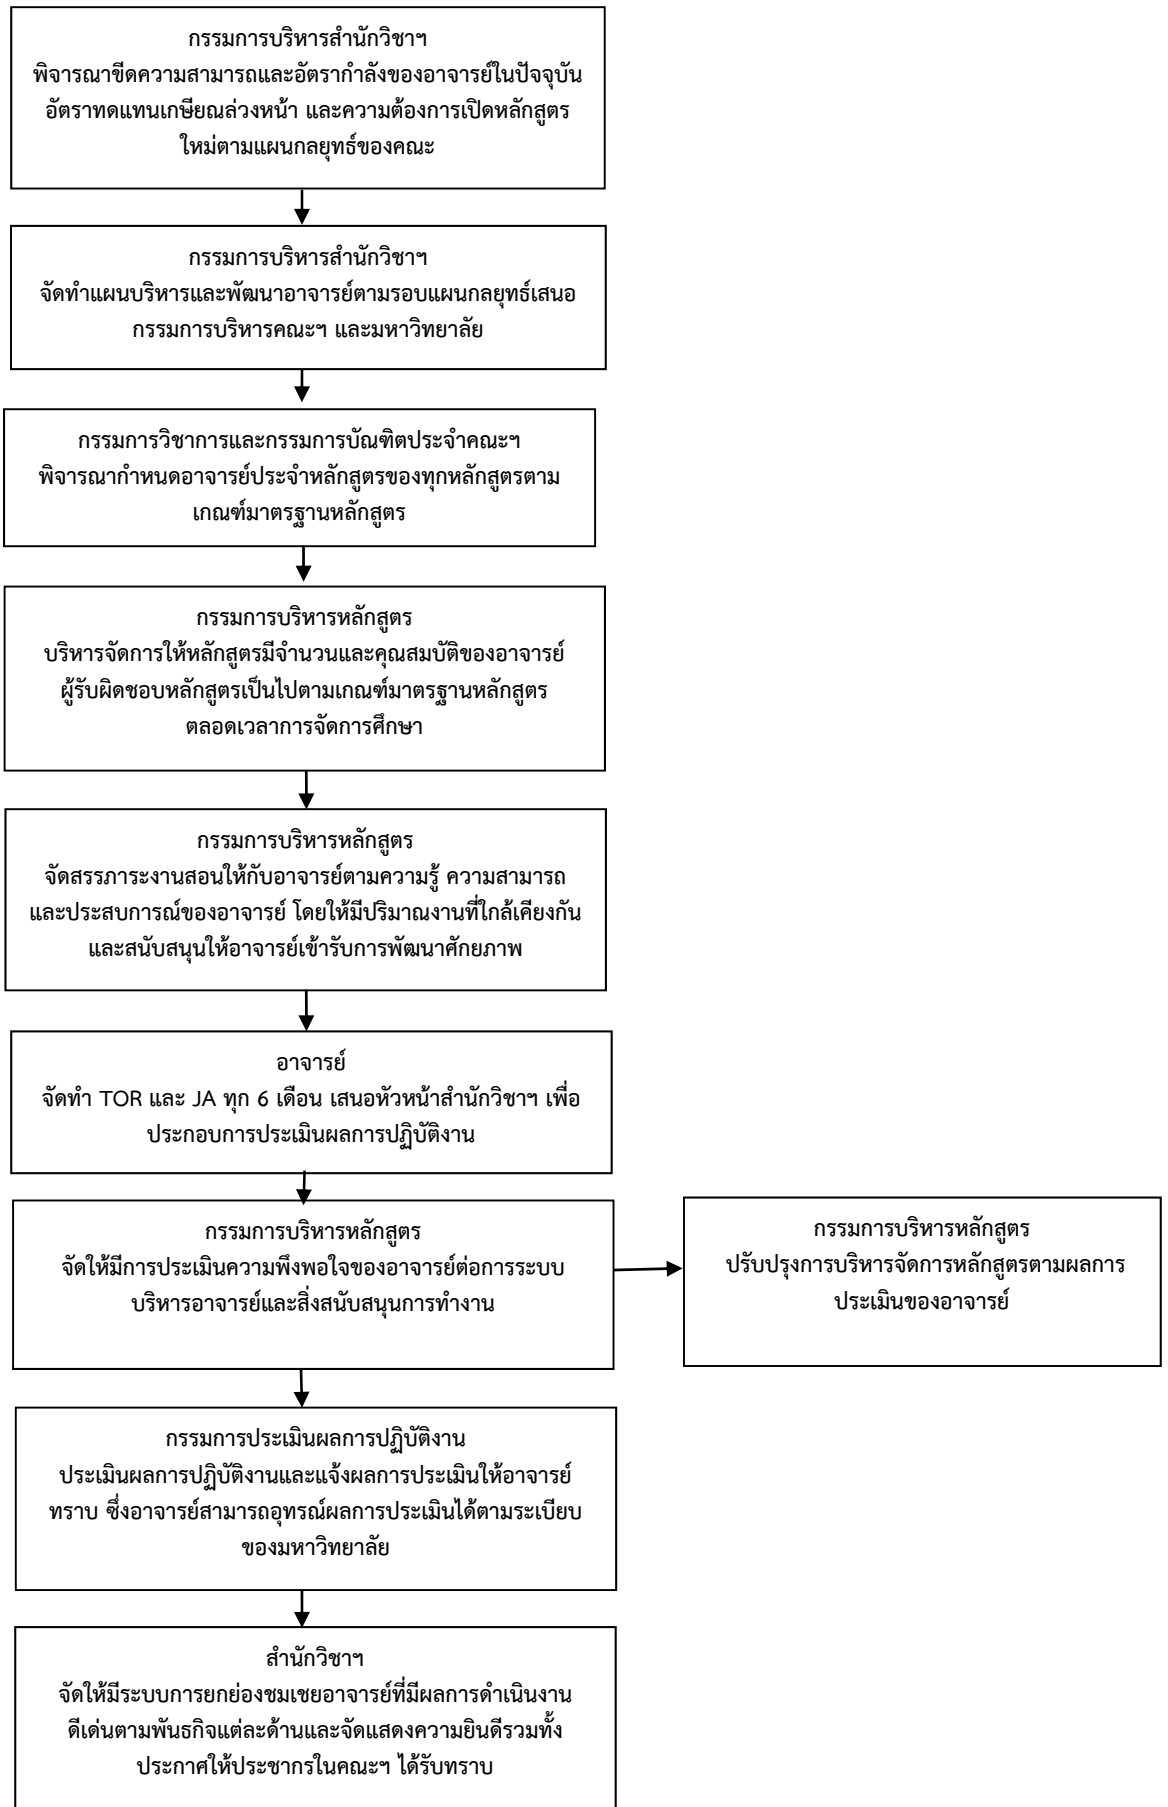 กรรมการบริหารสำนักวิชาฯ
พิจารณาขีดความสามารถและอัตรากำลังของอาจารย์ในปัจจุบัน
อัตราทดแทนเกษียณล่วงหน้า และความต้องการเปิดหลักสูตร
ใหม่ตามแผนกลยุทธ์ของคณะ
กรรมการบริหารสำนักวิชาฯ
จัดทำแผนบริหารและพัฒนาอาจารย์ตามรอบแผนกลยุทธ์เสนอ
กรรมการบริหารคณะฯ และมหาวิทยาลัย
กรรมการวิชาการและกรรมการบัณฑิตประจำคณะฯ
พิจารณากำหนดอาจารย์ประจำหลักสูตรของทุกหลักสูตรตาม
เกณฑ์มาตรฐานหลักสูตร
กรรมการบริหารหลักสูตร
บริหารจัดการให้หลักสูตรมีจำนวนและคุณสมบัติของอาจารย์
ผู้รับผิดชอบหลักสูตรเป็นไปตามเกณฑ์มาตรฐานหลักสูตร
ตลอดเวลาการจัดการศึกษา
กรรมการบริหารหลักสูตร
จัดสรรภาระงานสอนให้กับอาจารย์ตามความรู้ ความสามารถ
และประสบการณ์ของอาจารย์ โดยให้มีปริมาณงานที่ใกล้เคียงกัน
และสนับสนุนให้อาจารย์เข้ารับการพัฒนาศักยภาพ
อาจารย์
จัดทำ TOR และ JA ทุก 6 เดือน เสนอหัวหน้าสำนักวิชาฯ เพื่อ
ประกอบการประเมินผลการปฏิบัติงาน
กรรมการบริหารหลักสูตร
จัดให้มีการประเมินความพึงพอใจของอาจารย์ต่อการระบบ
บริหารอาจารย์และสิ่งสนับสนุนการทำงาน
กรรมการบริหารหลักสูตร
ปรับปรุงการบริหารจัดการหลักสูตรตามผลการ
ประเมินของอาจารย์
กรรมการประเมินผลการปฏิบัติงาน
ประเมินผลการปฏิบัติงานและแจ้งผลการประเมินให้อาจารย์
ทราบ ซึ่งอาจารย์สามารถอุทรณ์ผลการประเมินได้ตามระเบียบ
ของมหาวิทยาลัย
สำนักวิชาฯ
จัดให้มีระบบการยกย่องชมเชยอาจารย์ที่มีผลการดำเนินงาน
ดีเด่นตามพันธกิจแต่ละด้านและจัดแสดงความยินดีรวมทั้ง
ประกาศให้ประชากรในคณะฯ ได้รับทราบ